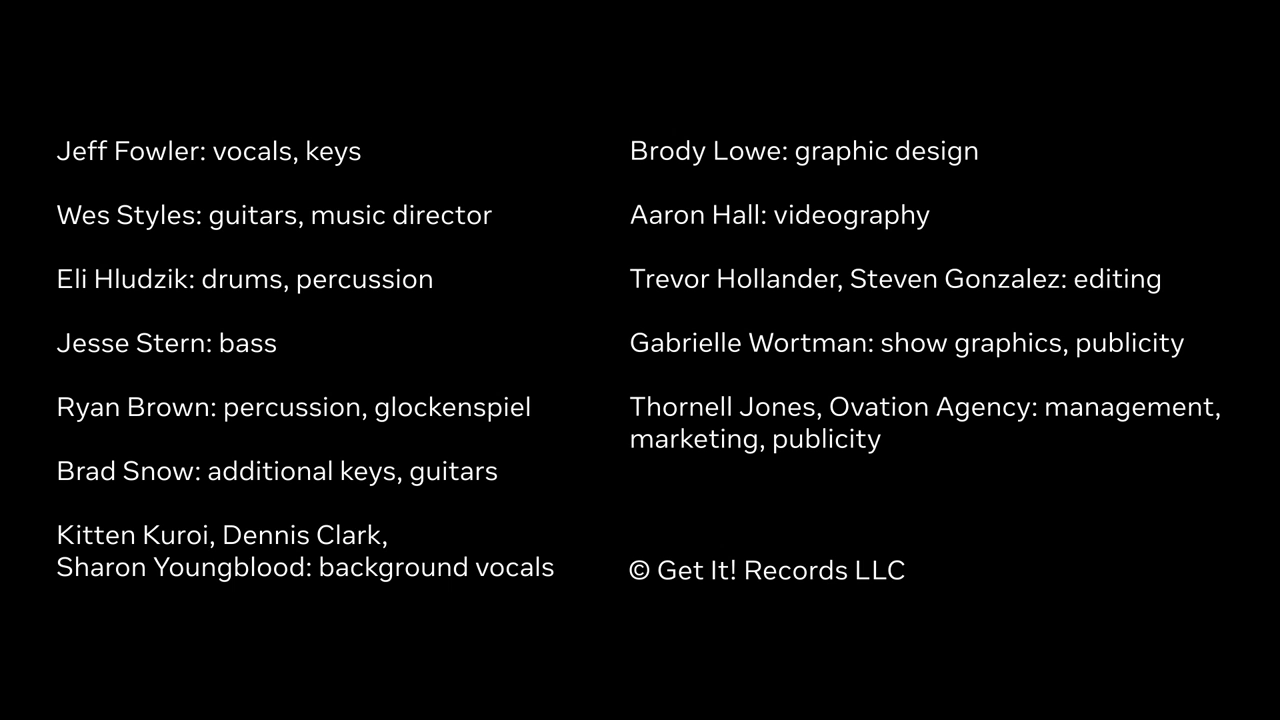 Jeff Fowler: vocals, keys
Wes Styles: guitars, music director
Eli Hludzik: drums, percussion
Jesse Stern: bass
Ryan Brown: percussion, glockenspiel
Brad Snow: additional keys, guitars
Kitten Kuroi, Dennis Clark,
Sharon Youngblood: background vocals
Brody Lowe: graphic design
Aaron Hall: videography
Trevor Hollander, Steven Gonzalez: editing
Gabrielle Wortman: show graphics, publicity
Thornell Jones, Ovation Agency: management,
marketing, publicity
© Get It! Records LLC